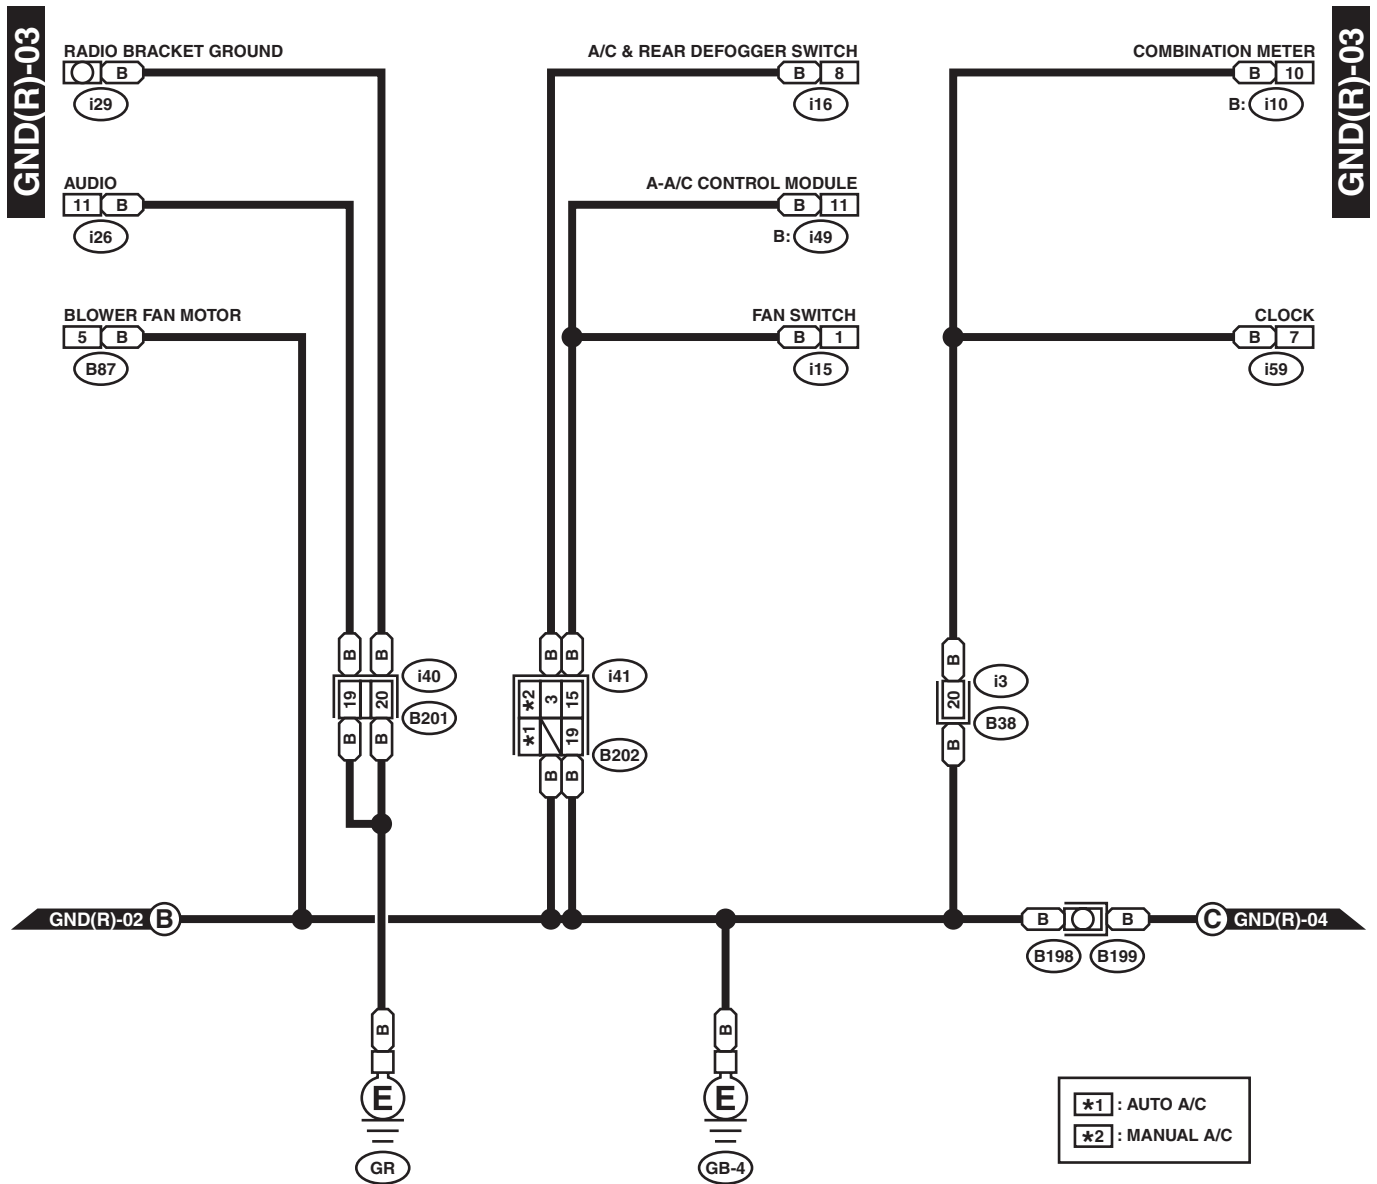 GND(R)-03
GND(R)-03
RADIO BRACKET GROUND
B
i29
A/C & REAR DEFOGGER SWITCH
B 8
i16
COMBINATION METER
B 10
B: i10
AUDIO
11 B
i26
A-A/C CONTROL MODULE
B 11
B: i49
BLOWER FAN MOTOR
5 B
B87
FAN SWITCH
B 1
i15
CLOCK
B 7
i59
B B
19 20
B B
i40
B201
B B
*2 3 15
*1 19
B B
i41
B202
B
20
B
i3
B38
GND(R)-02 B
B B
B198 B199
C GND(R)-04
B
E
GR
B
E
GB-4
*1 : AUTO A/C
*2 : MANUAL A/C